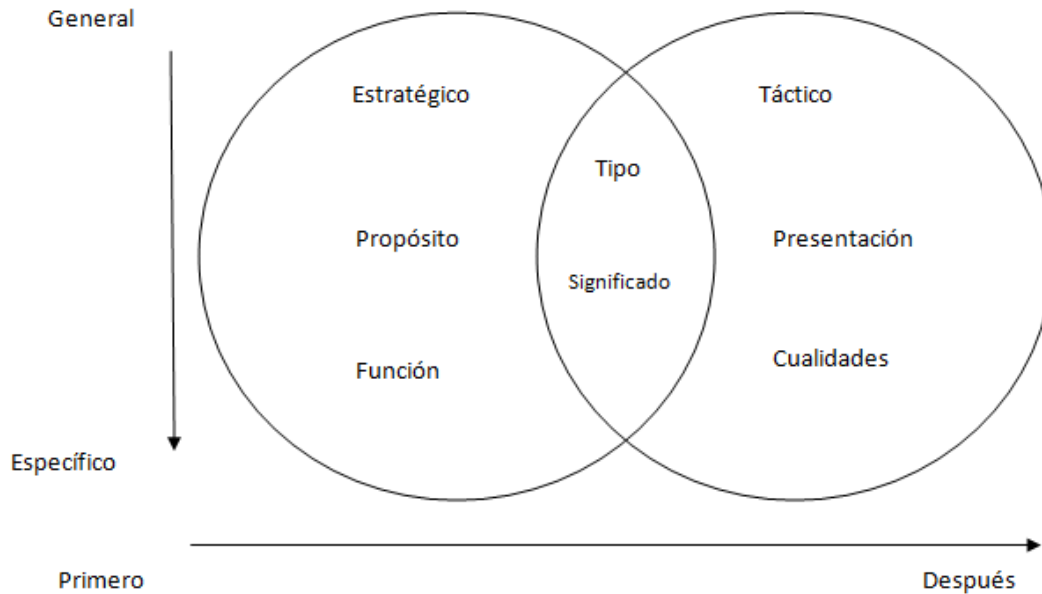 General
Estratégico
Táctico
Tipo
Propósito
Presentación
Significado
Función
Cualidades
Específico
Primero
Después